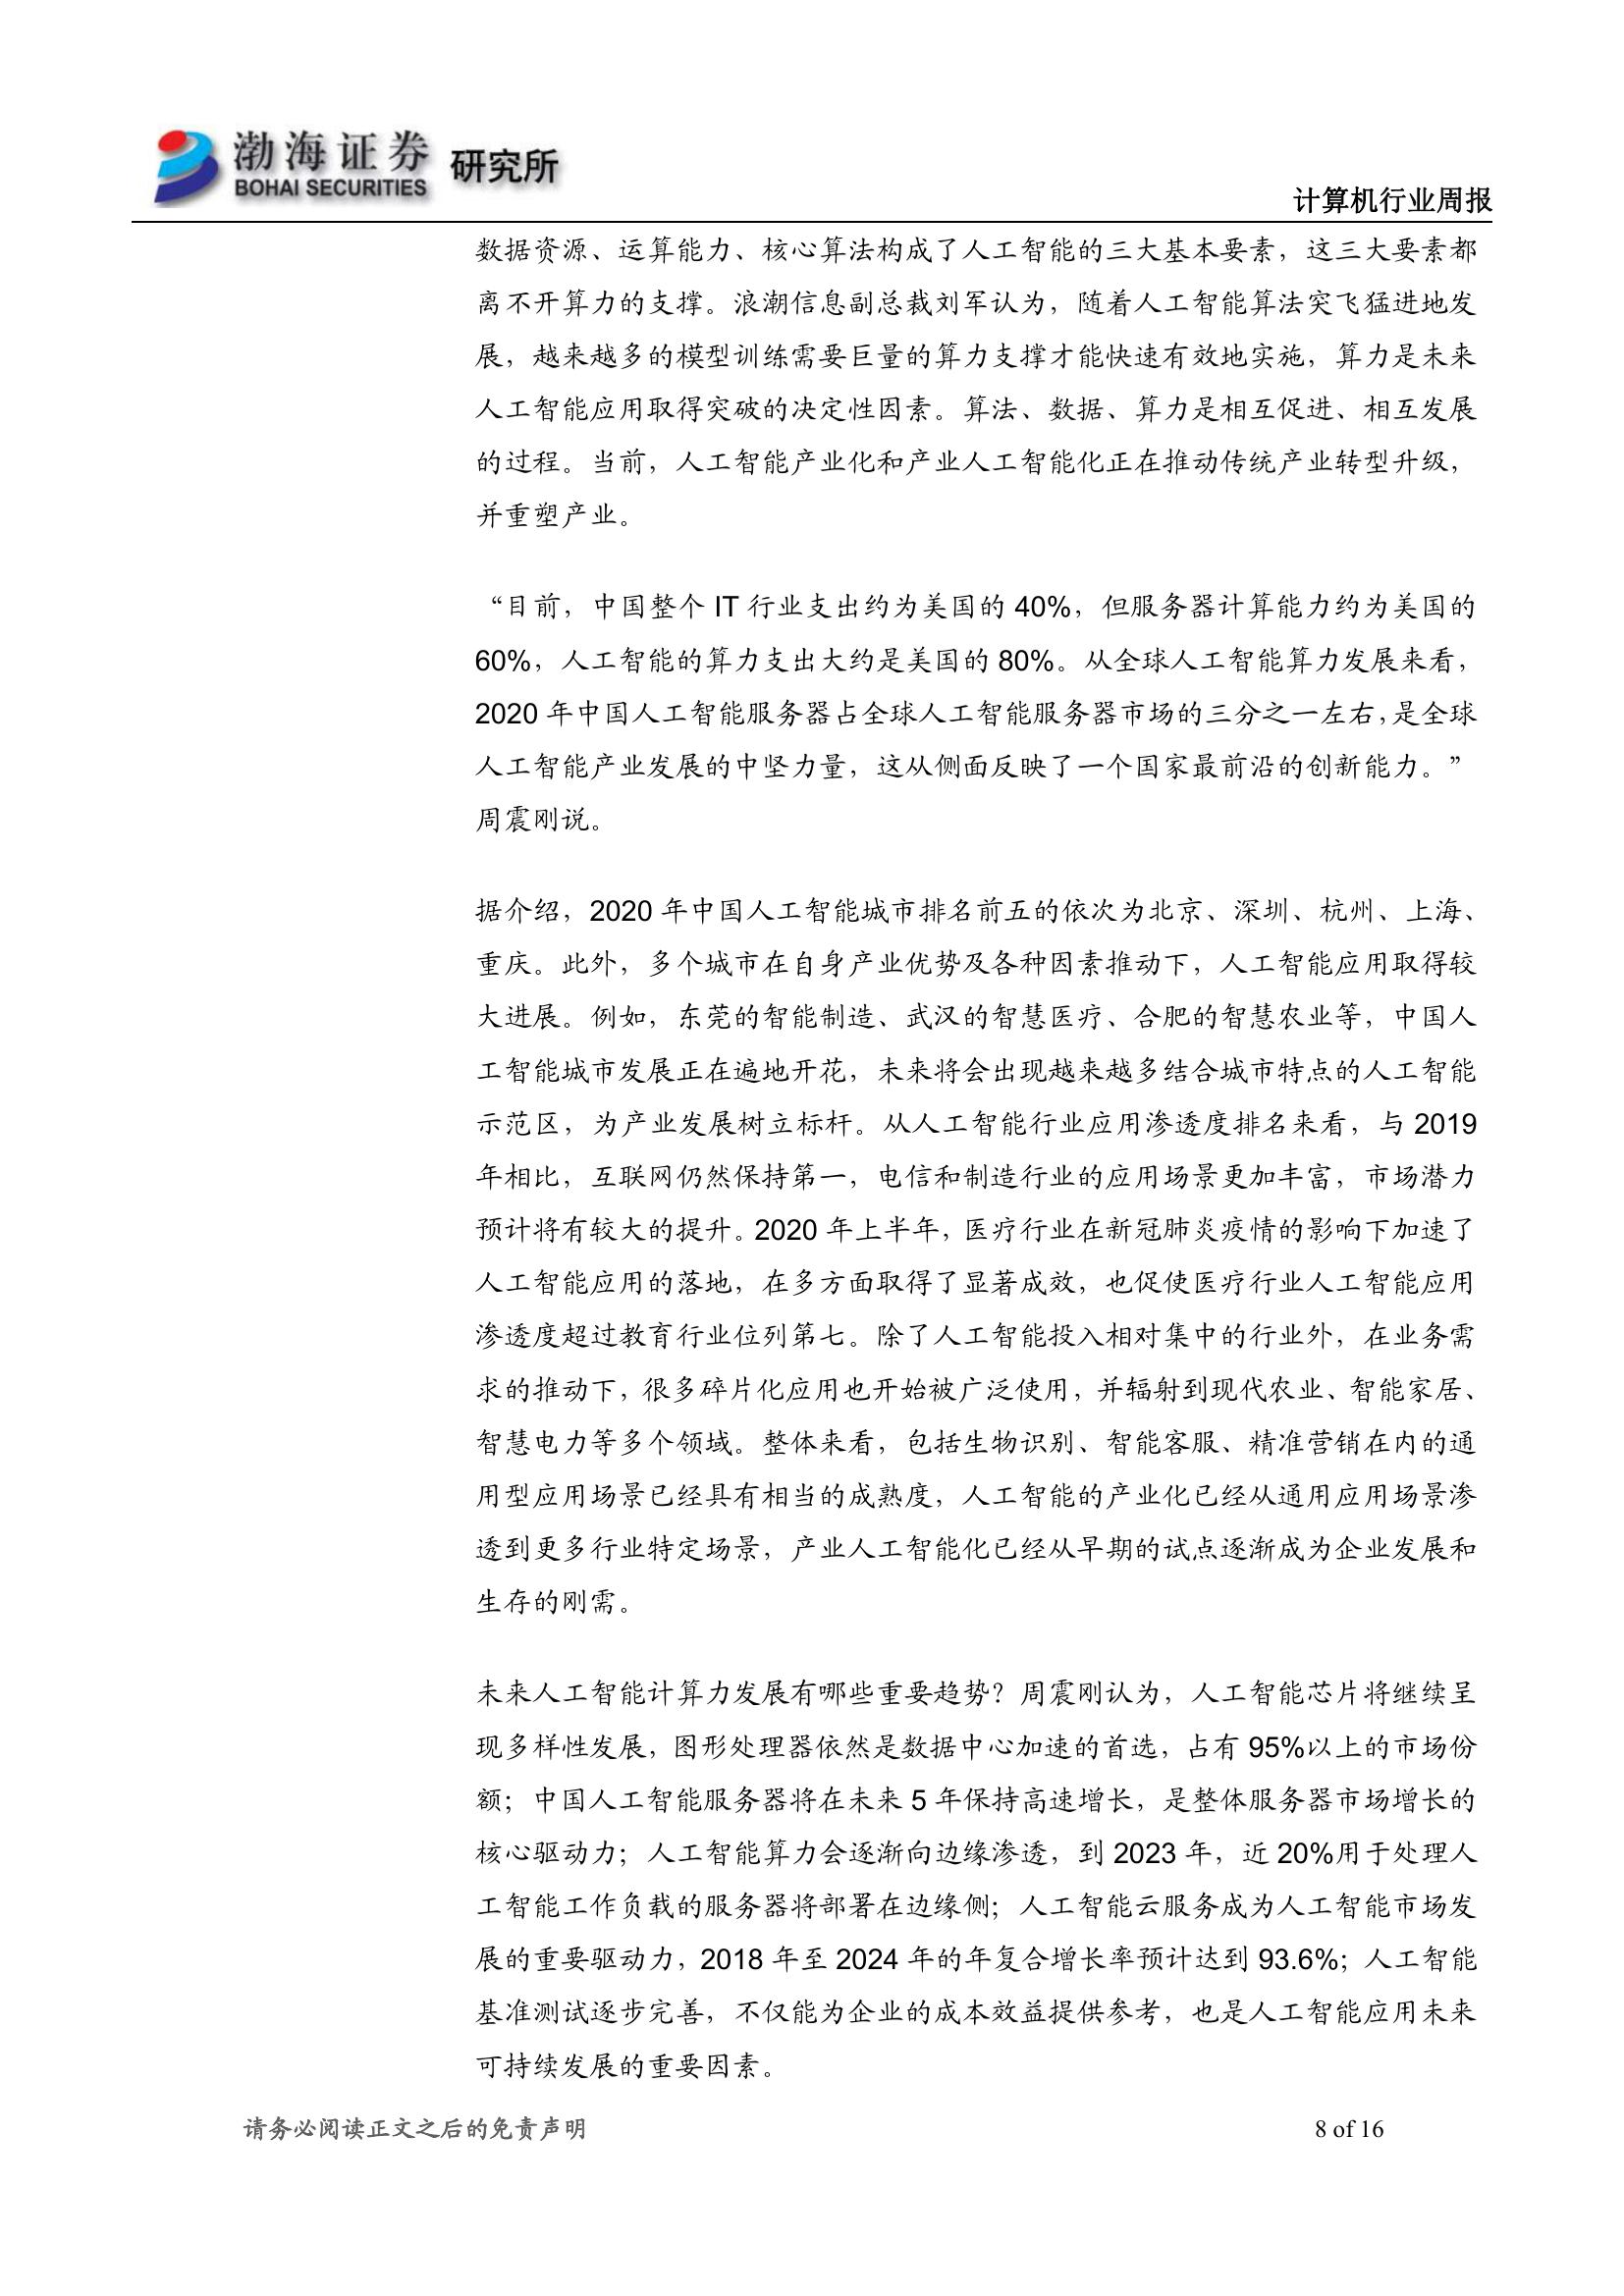 渤海证券 研究所
BOHAI SECURITIES
计算机行业周报
数据资源、运算能力、核心算法构成了人工智能的三大基本要素，这三大要素都
离不开算力的支撑。浪潮信息副总裁刘军认为，随着人工智能算法突飞猛进地发
展，越来越多的模型训练需要巨量的算力支撑才能快速有效地实施，算力是未来
人工智能应用取得突破的决定性因素。算法、数据、算力是相互促进、相互发展
的过程。当前，人工智能产业化和产业人工智能化正在推动传统产业转型升级，
并重塑产业。
“目前，中国整个 IT 行业支出约为美国的 40%，但服务器计算能力约为美国的
60%，人工智能的算力支出大约是美国的 80%。从全球人工智能算力发展来看，
2020 年中国人工智能服务器占全球人工智能服务器市场的三分之一左右，是全球
人工智能产业发展的中坚力量，这从侧面反映了一个国家最前沿的创新能力。”
周震刚说。
据介绍，2020 年中国人工智能城市排名前五的依次为北京、深圳、杭州、上海、
重庆。此外，多个城市在自身产业优势及各种因素推动下，人工智能应用取得较
大进展。例如，东莞的智能制造、武汉的智慧医疗、合肥的智慧农业等，中国人
工智能城市发展正在遍地开花，未来将会出现越来越多结合城市特点的人工智能
示范区，为产业发展树立标杆。从人工智能行业应用渗透度排名来看，与 2019
年相比，互联网仍然保持第一，电信和制造行业的应用场景更加丰富，市场潜力
预计将有较大的提升。2020 年上半年，医疗行业在新冠肺炎疫情的影响下加速了
人工智能应用的落地，在多方面取得了显著成效，也促使医疗行业人工智能应用
渗透度超过教育行业位列第七。除了人工智能投入相对集中的行业外，在业务需
求的推动下，很多碎片化应用也开始被广泛使用，并辐射到现代农业、智能家居、
智慧电力等多个领域。整体来看，包括生物识别、智能客服、精准营销在内的通
用型应用场景已经具有相当的成熟度，人工智能的产业化已经从通用应用场景渗
透到更多行业特定场景，产业人工智能化已经从早期的试点逐渐成为企业发展和
生存的刚需。
未来人工智能计算力发展有哪些重要趋势？周震刚认为，人工智能芯片将继续呈
现多样性发展，图形处理器依然是数据中心加速的首选，占有 95%以上的市场份
额；中国人工智能服务器将在未来 5 年保持高速增长，是整体服务器市场增长的
核心驱动力；人工智能算力会逐渐向边缘渗透，到 2023 年，近 20%用于处理人
工智能工作负载的服务器将部署在边缘侧；人工智能云服务成为人工智能市场发
展的重要驱动力，2018 年至 2024 年的年复合增长率预计达到 93.6%；人工智能
基准测试逐步完善，不仅能为企业的成本效益提供参考，也是人工智能应用未来
可持续发展的重要因素。
请务必阅读正文之后的免责声明
8 of 16